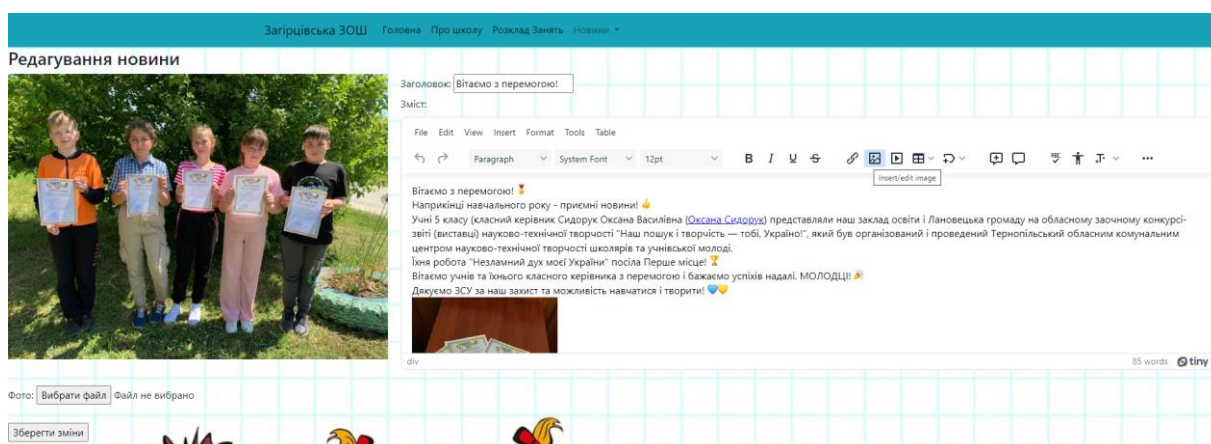 Загірцівська ЗОШ Головна Про школу Розклад Занять Новини
Редагування новини
Заголовок: Вітаємо з перемогою!
Зміст:
File Edit View Insert Format Tools Table
Paragraph System Font 12pt B I U S
Insert/edit image
Вітаємо з перемогою! 🏅
Наприкінці навчального року - приємні новини! 👍
Учні 5 класу (класний керівник Сидорук Оксана Василівна (Оксана Сидорук) представляли наш заклад освіти і Лановецька громаду на обласному заочному конкурсі-
звіті (виставці) науково-технічної творчості "Наш пошук і творчість — тобі, Україно!", який був організований і проведений Тернопільський обласним комунальним
центром науково-технічної творчості школярів та учнівської молоді.
Їхня робота "Незламний дух моєї України" посіла Перше місце! 🏆
Вітаємо учнів та їхнього класного керівника з перемогою і бажаємо успіхів надалі. МОЛОДЦІ! 🎉
Дякуємо ЗСУ за наш захист та можливість навчатися і творити! 💙💛
div 85 words tiny
Фото: Вибрати файл Файл не вибрано
Зберегти зміни